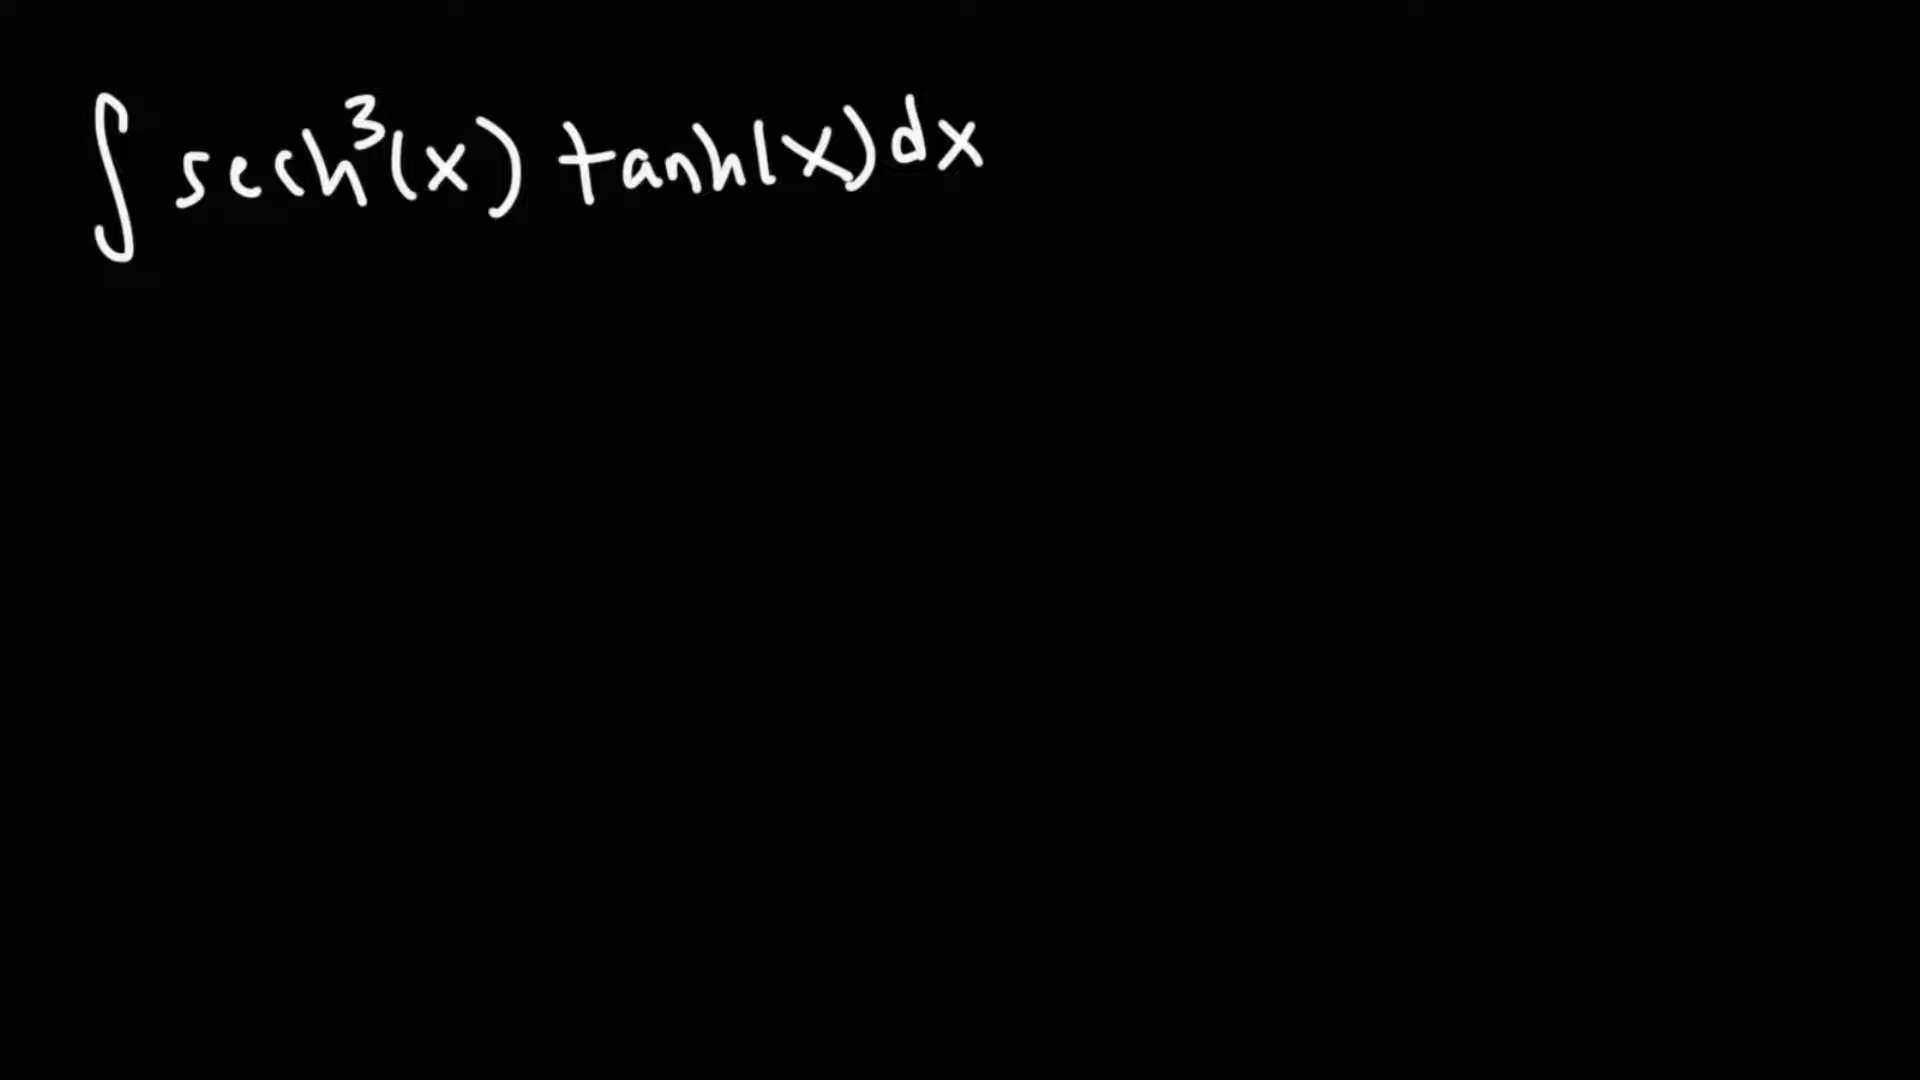 ∫ sech³(x) tanh(x) dx